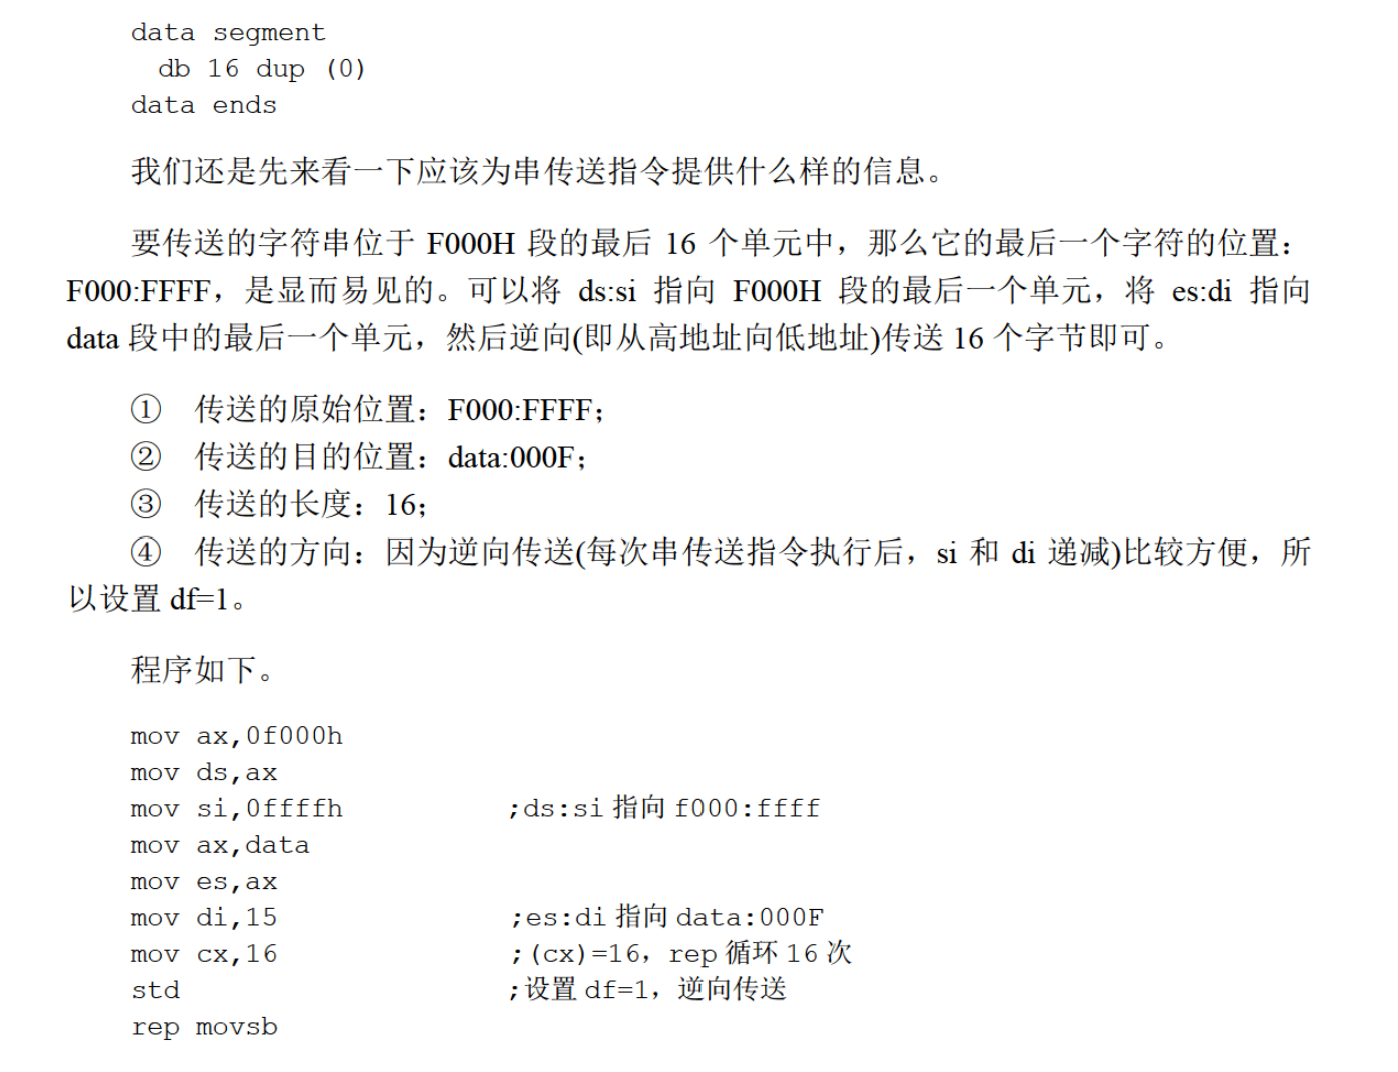 data segment
db 16 dup (0)
data ends
我们还是先来看一下应该为串传送指令提供什么样的信息。
要传送的字符串位于 F000H 段的最后 16 个单元中，那么它的最后一个字符的位置：
F000:FFFF，是显而易见的。可以将 ds:si 指向 F000H 段的最后一个单元，将 es:di 指向
data 段中的最后一个单元，然后逆向(即从高地址向低地址)传送 16 个字节即可。
① 传送的原始位置：F000:FFFF；
② 传送的目的位置：data:000F；
③ 传送的长度：16；
④ 传送的方向：因为逆向传送(每次串传送指令执行后，si 和 di 递减)比较方便，所
以设置 df=1。
程序如下。
mov ax,0f000h
mov ds,ax
mov si,0ffffh ;ds:si 指向 f000:ffff
mov ax,data
mov es,ax
mov di,15 ;es:di 指向 data:000F
mov cx,16 ;(cx)=16，rep 循环 16 次
std ;设置 df=1，逆向传送
rep movsb